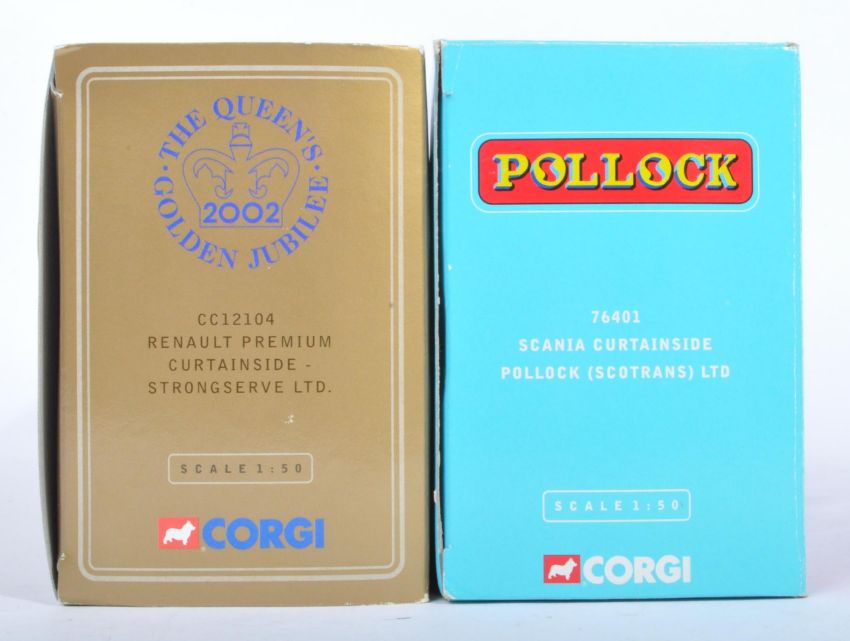 THE QUEEN'S
GOLDEN JUBILEE
2002
CC12104
RENAULT PREMIUM
CURTAINSIDE -
STRONGSERVE LTD.
SCALE 1:50
CORGI
POLLOCK
76401
SCANIA CURTAINSIDE
POLLOCK (SCOTRANS) LTD
SCALE 1:50
CORGI